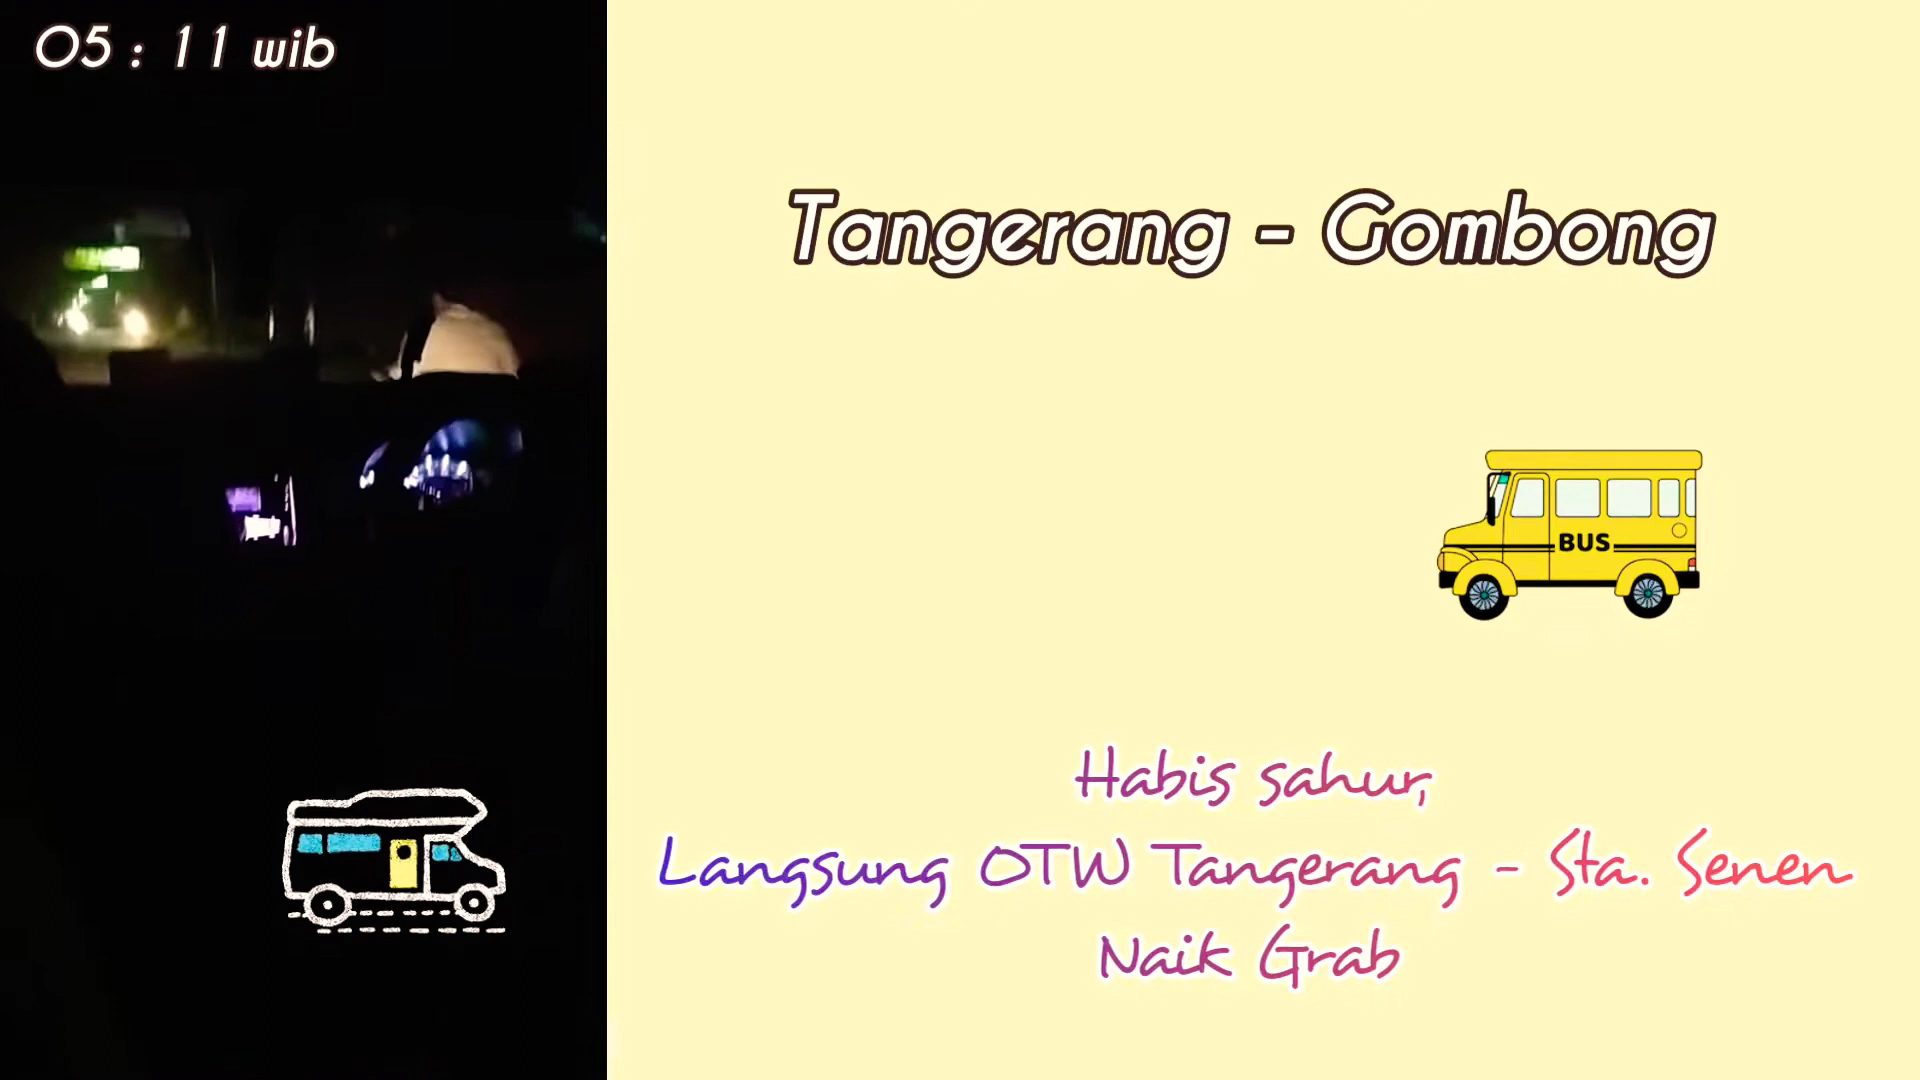 05 : 11 wib
Tangerang - Gombong
BUS
Habis sahur,
Langsung OTW Tangerang - Sta. Senen
Naik Grab